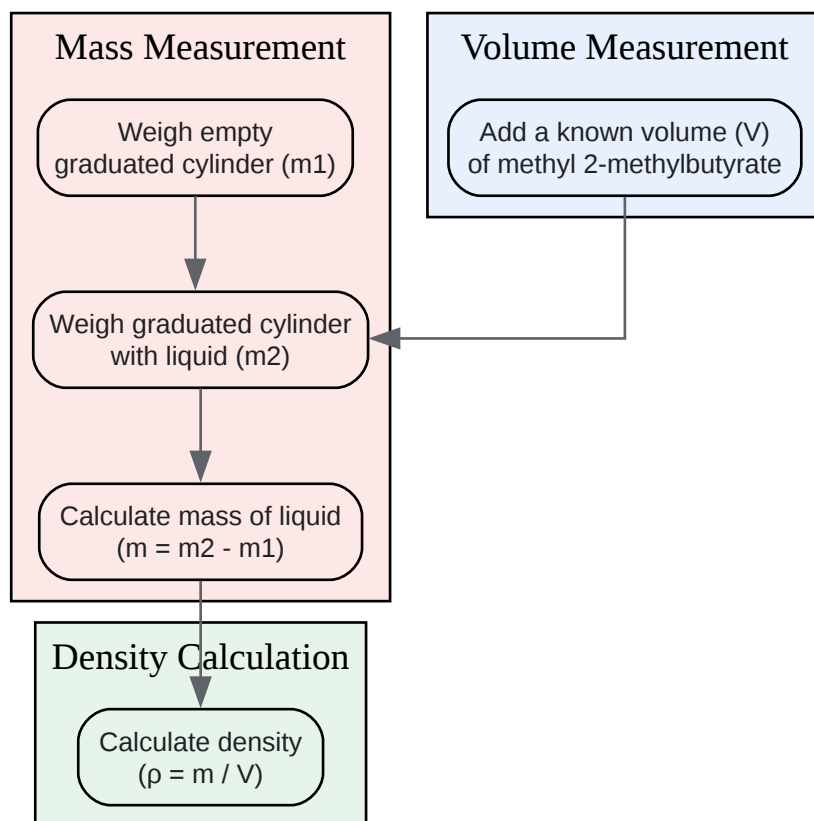 Mass Measurement
Weigh empty
graduated cylinder (m1)
Weigh graduated cylinder
with liquid (m2)
Calculate mass of liquid
(m = m2 - m1)
Volume Measurement
Add a known volume (V)
of methyl 2-methylbutyrate
Density Calculation
Calculate density
(ρ = m / V)